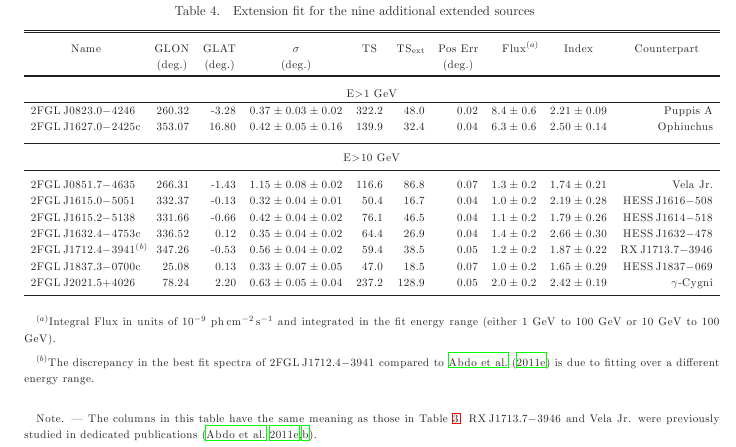 Table 4. Extension fit for the nine additional extended sources
Name GLON GLAT σ TS TSext Pos Err Flux(a) Index Counterpart
(deg.) (deg.) (deg.) (deg.)
E>1 GeV
2FGL J0823.0−4246 260.32 -3.28 0.37 ± 0.03 ± 0.02 322.2 48.0 0.02 8.4 ± 0.6 2.21 ± 0.09 Puppis A
2FGL J1627.0−2425c 353.07 16.80 0.42 ± 0.05 ± 0.16 139.9 32.4 0.04 6.3 ± 0.6 2.50 ± 0.14 Ophiuchus
E>10 GeV
2FGL J0851.7−4635 266.31 -1.43 1.15 ± 0.08 ± 0.02 116.6 86.8 0.07 1.3 ± 0.2 1.74 ± 0.21 Vela Jr.
2FGL J1615.0−5051 332.37 -0.13 0.32 ± 0.04 ± 0.01 50.4 16.7 0.04 1.0 ± 0.2 2.19 ± 0.28 HESS J1616−508
2FGL J1615.2−5138 331.66 -0.66 0.42 ± 0.04 ± 0.02 76.1 46.5 0.04 1.1 ± 0.2 1.79 ± 0.26 HESS J1614−518
2FGL J1632.4−4753c 336.52 0.12 0.35 ± 0.04 ± 0.02 64.4 26.9 0.04 1.4 ± 0.2 2.66 ± 0.30 HESS J1632−478
2FGL J1712.4−3941(b) 347.26 -0.53 0.56 ± 0.04 ± 0.02 59.4 38.5 0.05 1.2 ± 0.2 1.87 ± 0.22 RX J1713.7−3946
2FGL J1837.3−0700c 25.08 0.13 0.33 ± 0.07 ± 0.05 47.0 18.5 0.07 1.0 ± 0.2 1.65 ± 0.29 HESS J1837−069
2FGL J2021.5+4026 78.24 2.20 0.63 ± 0.05 ± 0.04 237.2 128.9 0.05 2.0 ± 0.2 2.42 ± 0.19 γ-Cygni
(a)Integral Flux in units of 10−9 ph cm−2 s−1 and integrated in the fit energy range (either 1 GeV to 100 GeV or 10 GeV to 100
GeV).
(b)The discrepancy in the best fit spectra of 2FGL J1712.4−3941 compared to Abdo et al. (2011e) is due to fitting over a different
energy range.
Note. — The columns in this table have the same meaning as those in Table 3. RX J1713.7−3946 and Vela Jr. were previously
studied in dedicated publications (Abdo et al. 2011e,b).